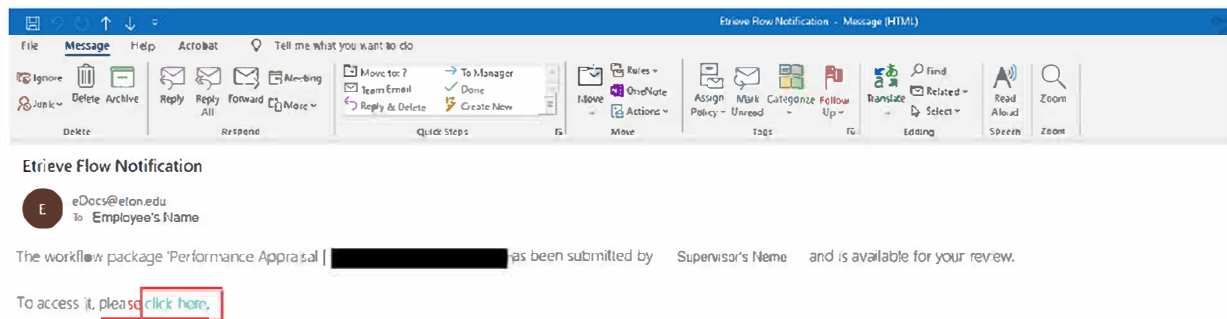 Etrieve Flow Notification - Message (HTML)
File Message Help Acrobat Tell me what you want to do
Ignore Delete Archive Reply Reply All Forward Meeting Move to: ? To Manager Move Rules OneNote Assign Policy Mark Unread Categorize Follow Up Translate Find Related Read Aloud Zoom
Junk More Team Email Done Actions Select
Reply & Delete Create New
Delete Respond Quick Steps Move Tags Editing Speech Zoom
Etrieve Flow Notification
E
eDocs@elon.edu
To Employee's Name
The workflow package 'Performance Appraisal [ as been submitted by Supervisor's Name and is available for your review.
To access it, please click here.